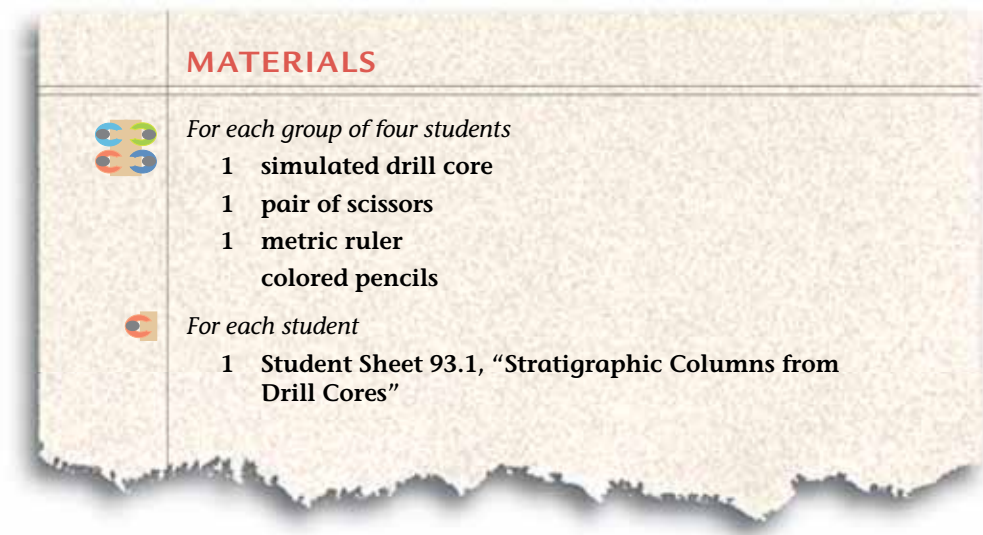 MATERIALS
For each group of four students
1 simulated drill core
1 pair of scissors
1 metric ruler
colored pencils
For each student
1 Student Sheet 93.1, “Stratigraphic Columns from
Drill Cores”